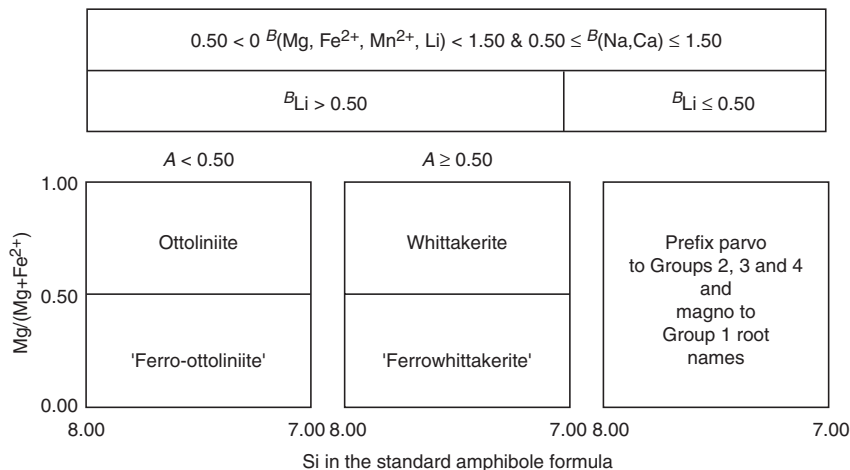 0.50 < 0 ᴮ(Mg, Fe²⁺, Mn²⁺, Li) < 1.50 & 0.50 ≤ ᴮ(Na,Ca) ≤ 1.50
ᴮLi > 0.50
ᴮLi ≤ 0.50
A < 0.50
A ≥ 0.50
1.00
0.50
0.00
Mg/(Mg+Fe²⁺)
Ottoliniite
'Ferro-ottoliniite'
Whittakerite
'Ferrowhittakerite'
Prefix parvo
to Groups 2, 3 and 4
and
magno to
Group 1 root
names
8.00 7.00 8.00 7.00 8.00 7.00
Si in the standard amphibole formula